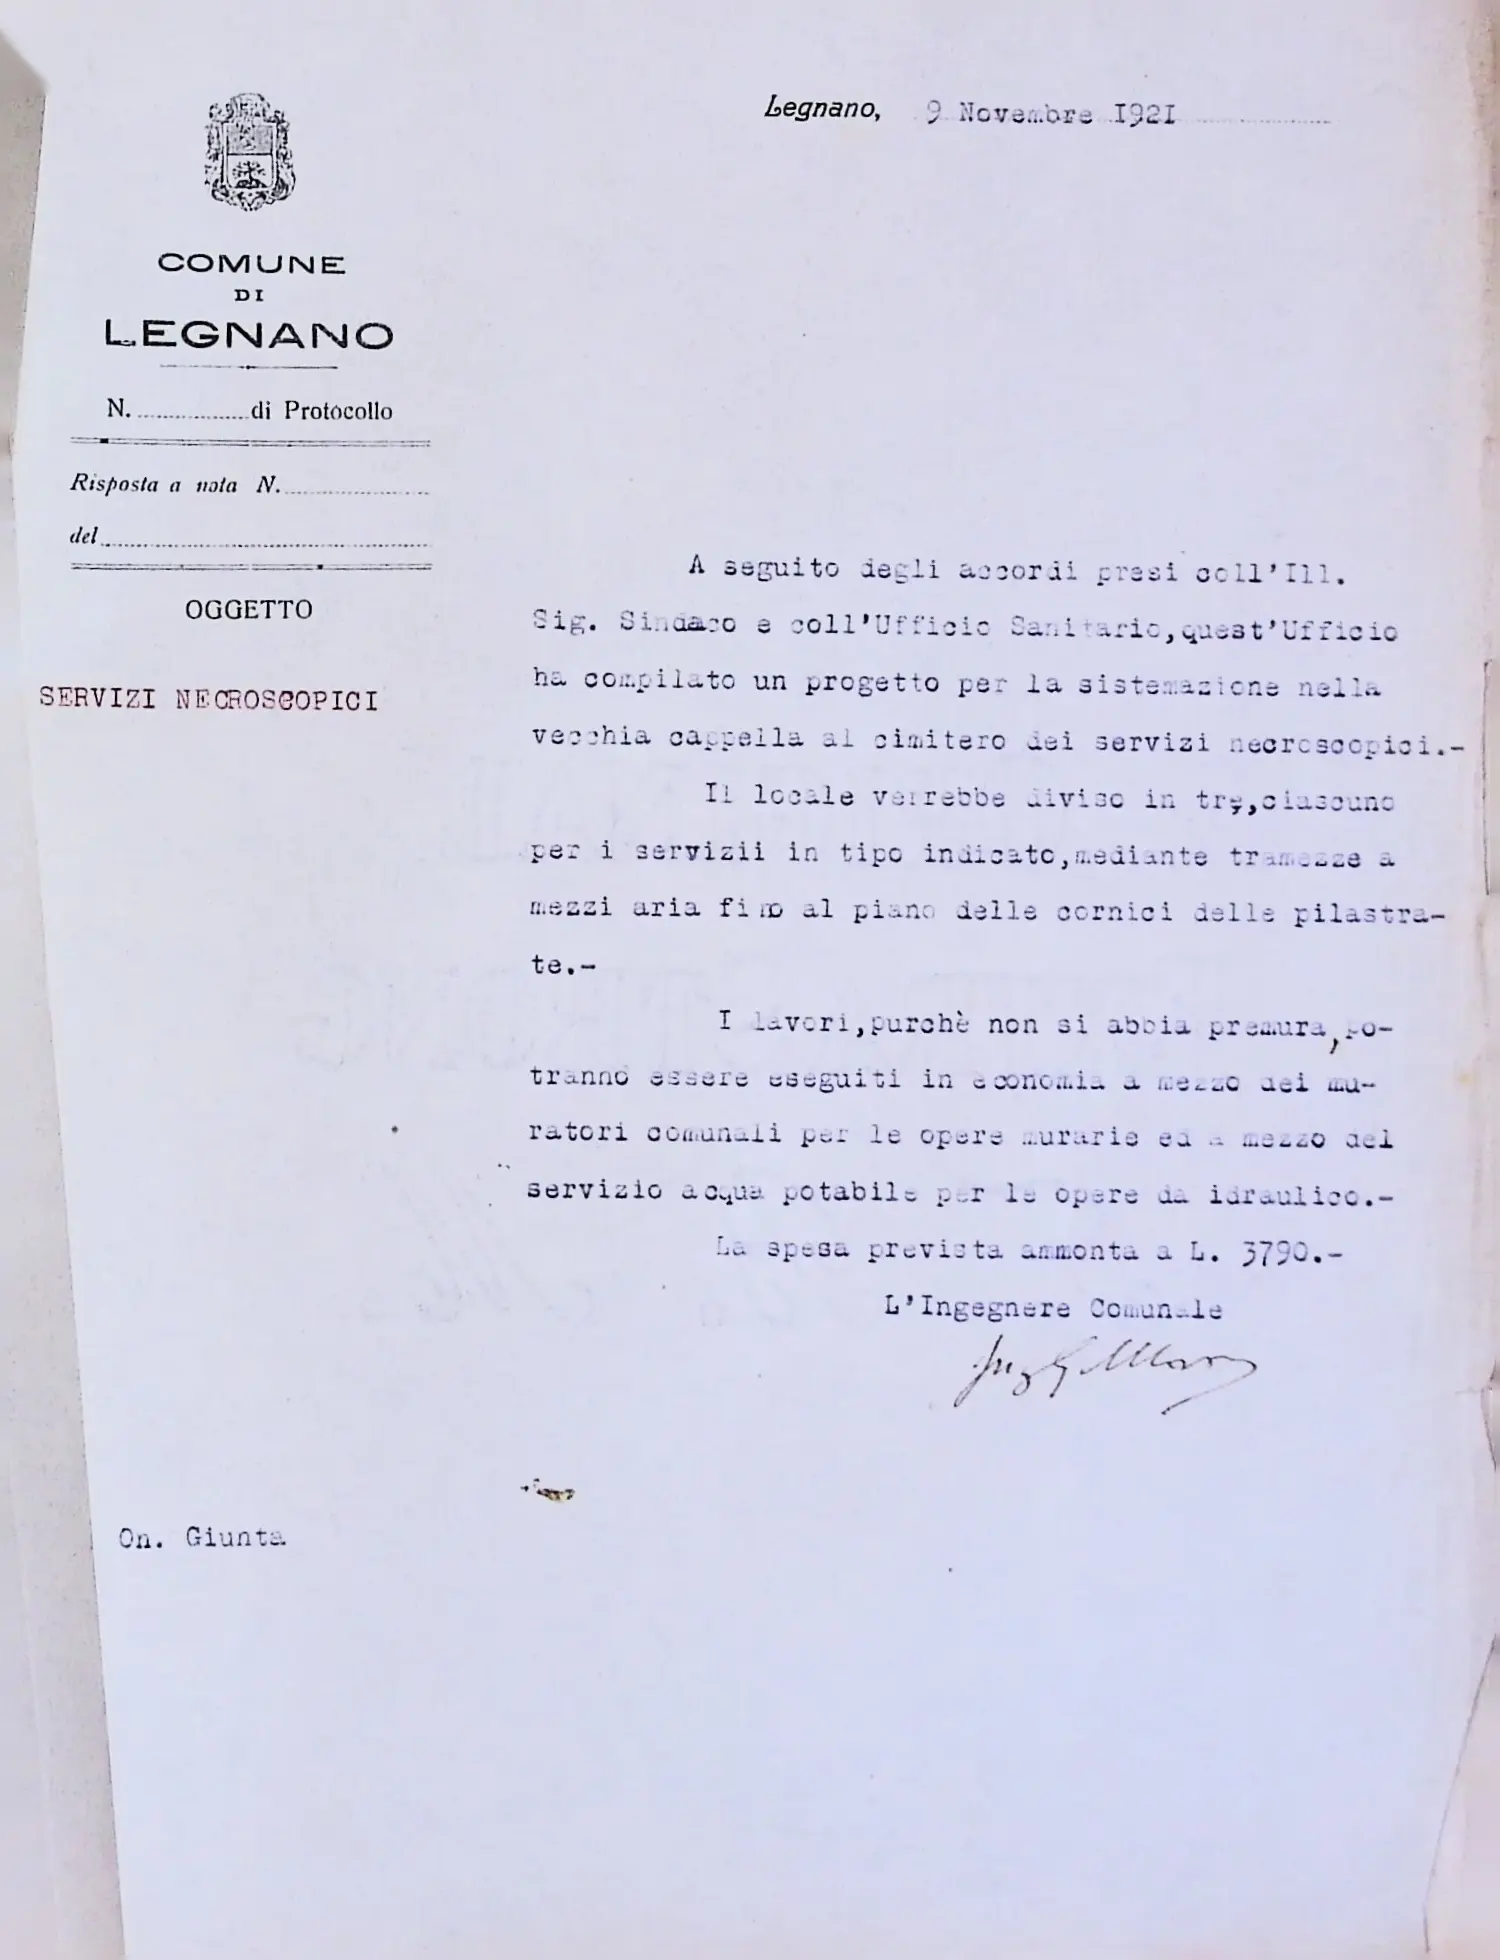 Legnano, 9 Novembre 1921
COMUNE
DI
LEGNANO
N. di Protocollo
Risposta a nota N.
del
OGGETTO
SERVIZI NECROSCOPICI
A seguito degli accordi presi coll'Ill.
Sig. Sindaco e coll'Ufficio Sanitario,quest'Ufficio
ha compilato un progetto per la sistemazione nella
vecchia cappella al cimitero dei servizi necroscopici.-
Il locale verrebbe diviso in tre,ciascuno
per i servizii in tipo indicato,mediante tramezze a
mezzi aria fino al piano delle cornici delle pilastra-
te.-
I lavori,purchè non si abbia premura,po-
tranno essere eseguiti in economia a mezzo dei mu-
ratori comunali per le opere murarie ed a mezzo del
servizio acqua potabile per le opere da idraulico.-
La spesa prevista ammonta a L. 3790.-
L'Ingegnere Comunale
On. Giunta